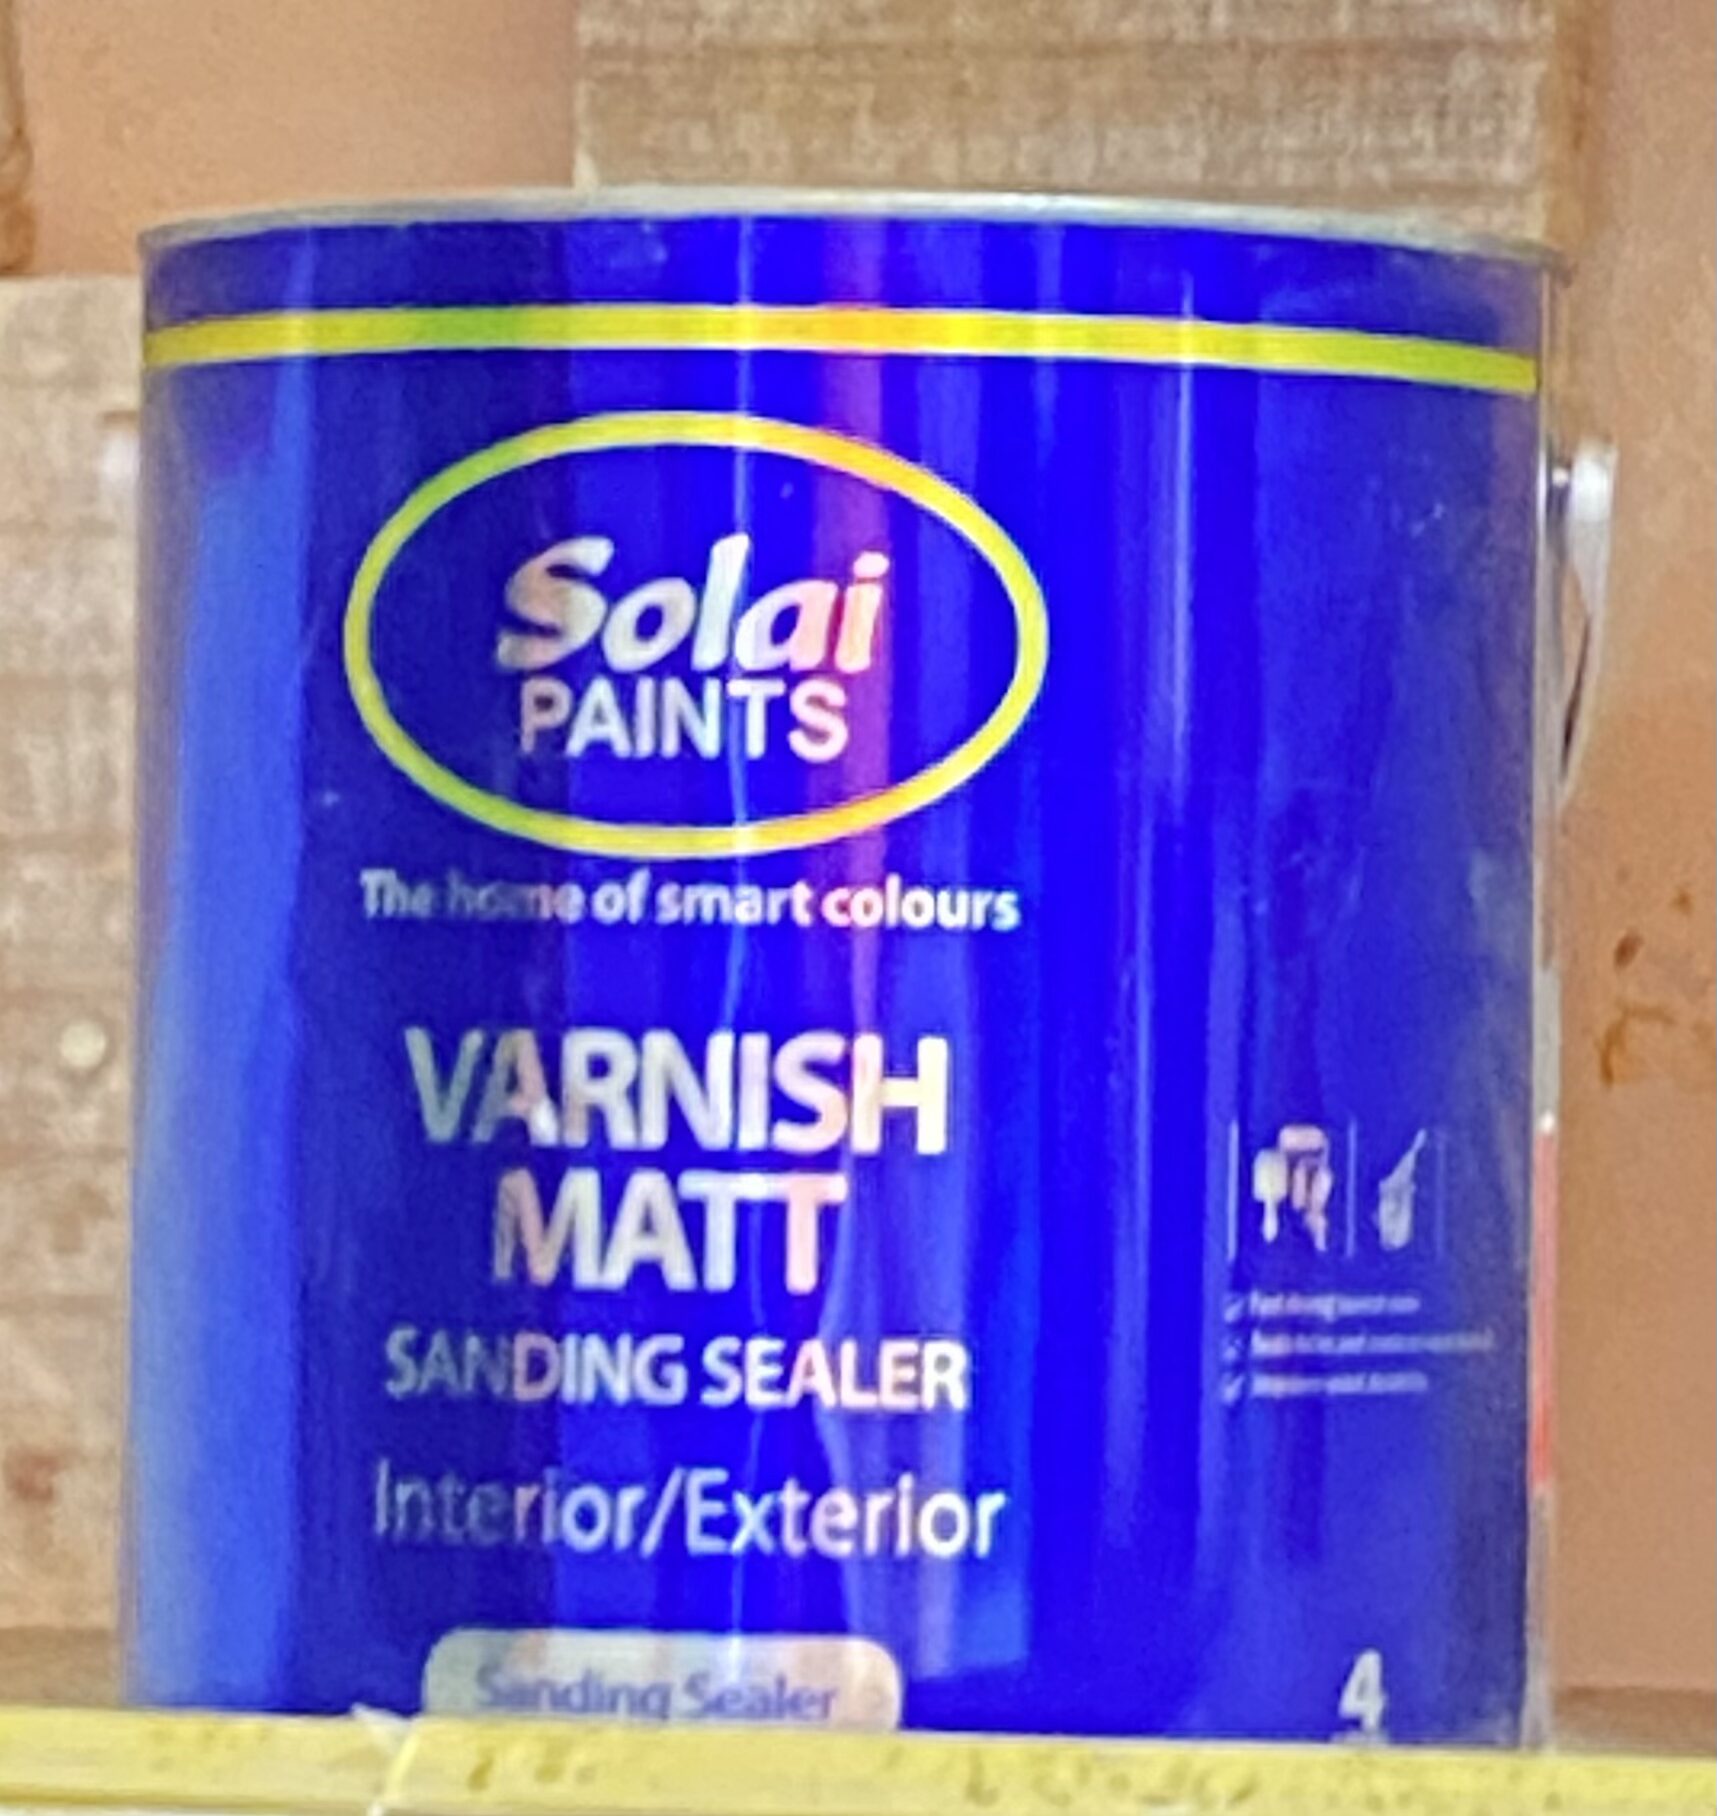 Solai
PAINTS
The home of smart colours
VARNISH
MATT
SANDING SEALER
Interior/Exterior
Sanding Sealer
4